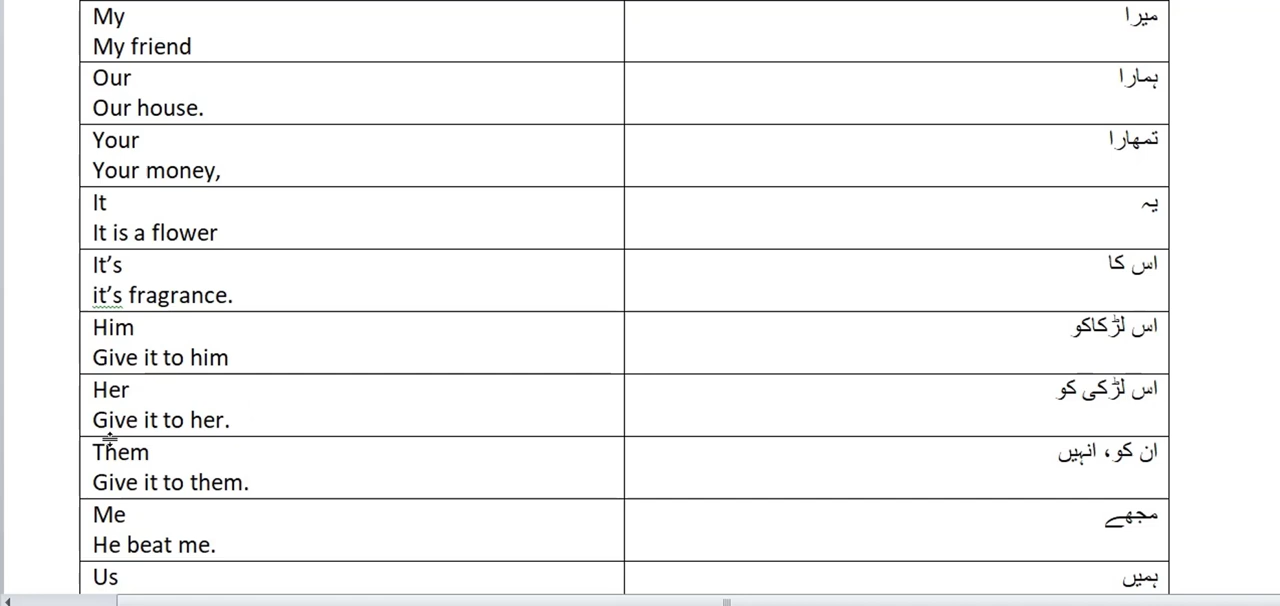 My
میرا
My friend
Our
ہمارا
Our house.
Your
تمھارا
Your money,
It
یہ
It is a flower
It’s
اس کا
it’s fragrance.
Him
اس لڑکاکو
Give it to him
Her
اس لڑکی کو
Give it to her.
Them
ان کو، انہیں
Give it to them.
Me
مجھے
He beat me.
Us
ہمیں